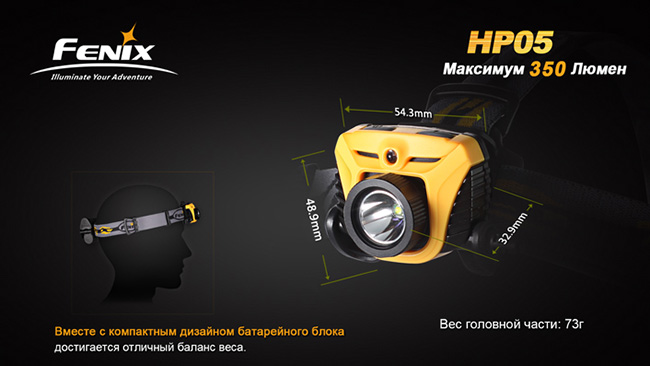 FENIX
Illuminate Your Adventure
HP05
Максимум 350 Люмен
54.3mm
48.9mm
32.9mm
Вместе с компактным дизайном батарейного блока
достигается отличный баланс веса.
Вес головной части: 73г